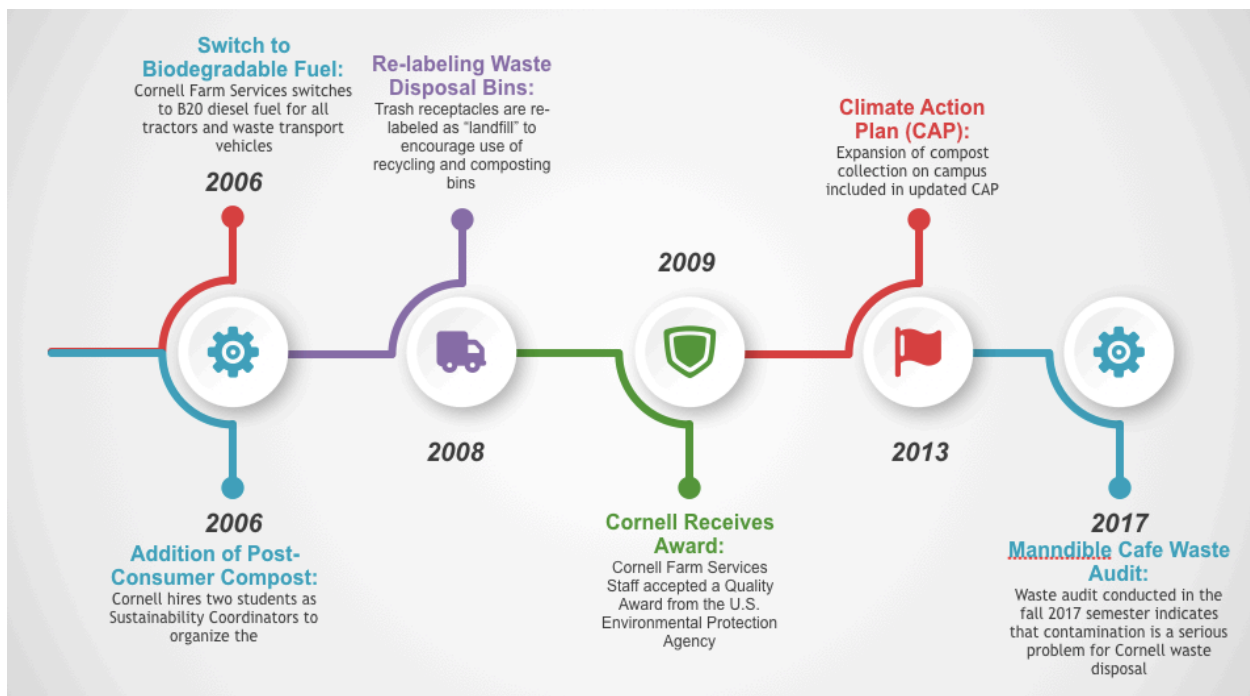 Switch to
Biodegradable Fuel:
Cornell Farm Services switches
to B20 diesel fuel for all
tractors and waste transport
vehicles
2006
2006
Addition of Post-
Consumer Compost:
Cornell hires two students as
Sustainability Coordinators to
organize the
Re-labeling Waste
Disposal Bins:
Trash receptacles are re-
labeled as “landfill” to
encourage use of
recycling and composting
bins
2008
2009
Cornell Receives
Award:
Cornell Farm Services
Staff accepted a Quality
Award from the U.S.
Environmental Protection
Agency
Climate Action
Plan (CAP):
Expansion of compost
collection on campus
included in updated CAP
2013
2017
Manndible Cafe Waste
Audit:
Waste audit conducted in the
fall 2017 semester indicates
that contamination is a serious
problem for Cornell waste
disposal